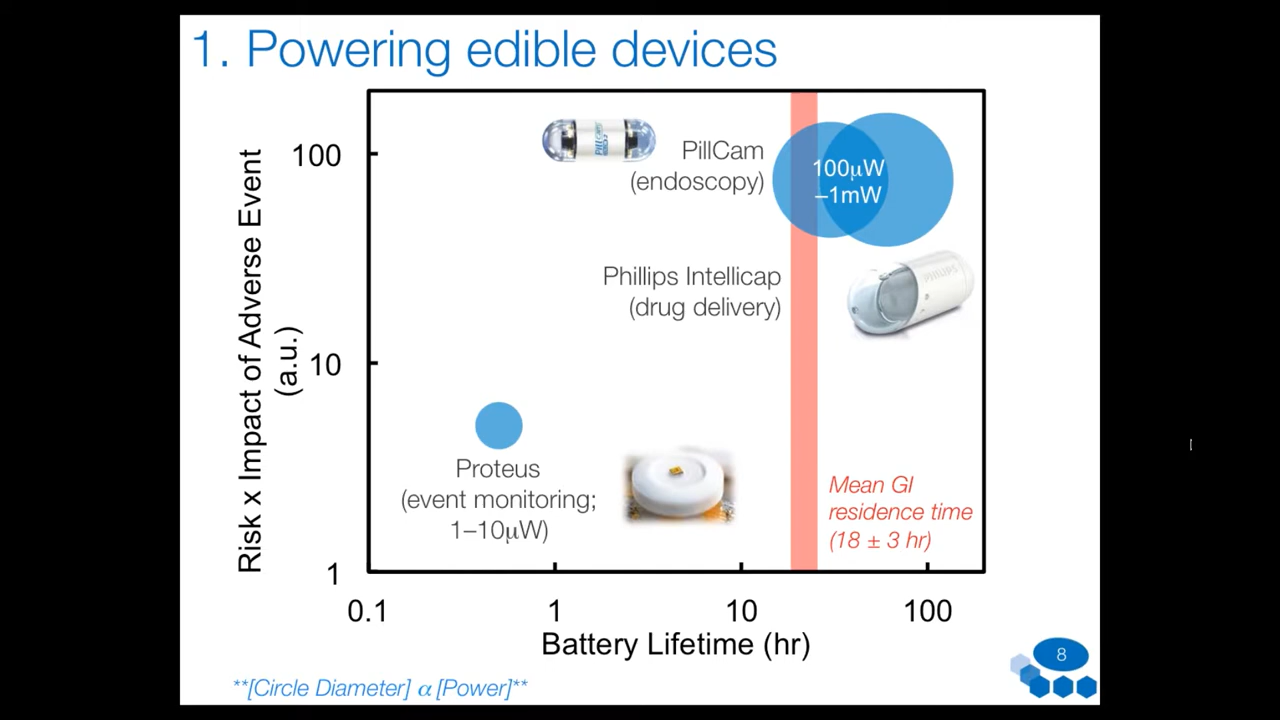 1. Powering edible devices
Risk x Impact of Adverse Event
(a.u.)
100
10
1
0.1
1
10
100
Battery Lifetime (hr)
PillCam
(endoscopy)
100μW
–1mW
Phillips Intellicap
(drug delivery)
PHILIPS
PILLCAM
Proteus
(event monitoring;
1–10μW)
Mean GI
residence time
(18 ± 3 hr)
**[Circle Diameter] α [Power]**
8